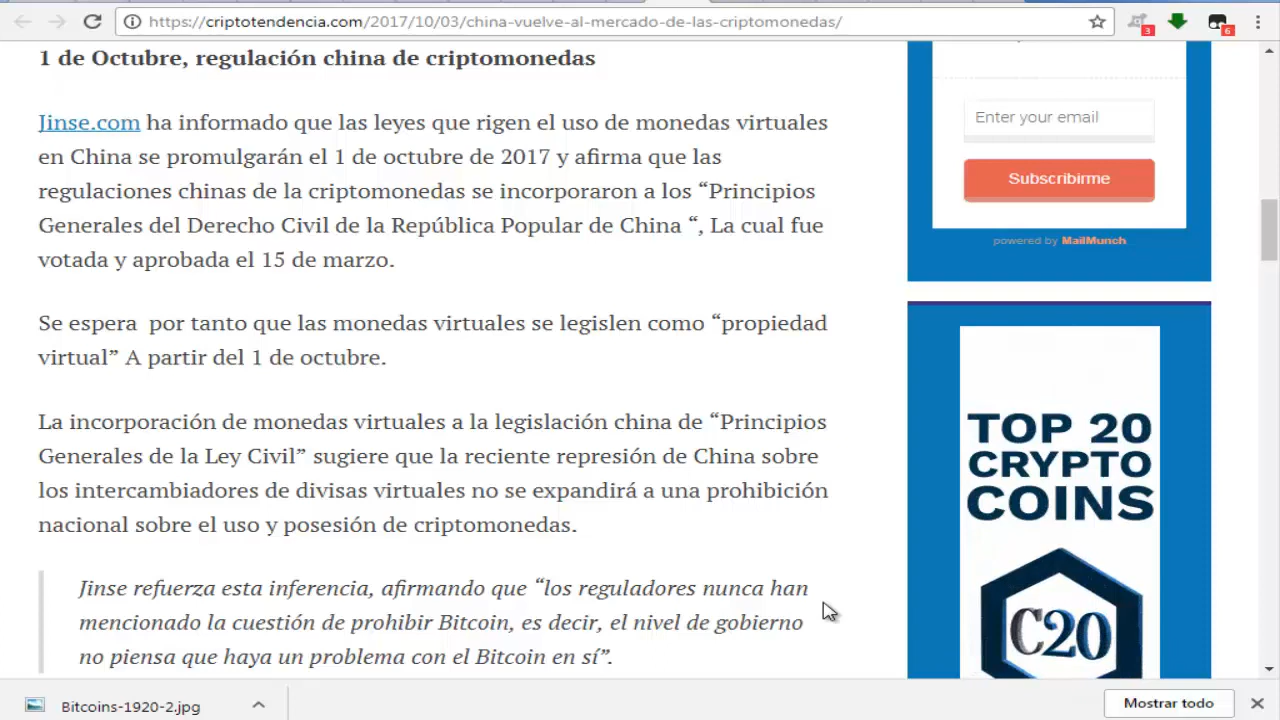 https://criptotendencia.com/2017/10/03/china-vuelve-al-mercado-de-las-criptomonedas/
3
6
1 de Octubre, regulación china de criptomonedas
Jinse.com ha informado que las leyes que rigen el uso de monedas virtuales
en China se promulgarán el 1 de octubre de 2017 y afirma que las
regulaciones chinas de la criptomonedas se incorporaron a los “Principios
Generales del Derecho Civil de la República Popular de China “, La cual fue
votada y aprobada el 15 de marzo.
Se espera  por tanto que las monedas virtuales se legislen como “propiedad
virtual” A partir del 1 de octubre.
La incorporación de monedas virtuales a la legislación china de “Principios
Generales de la Ley Civil” sugiere que la reciente represión de China sobre
los intercambiadores de divisas virtuales no se expandirá a una prohibición
nacional sobre el uso y posesión de criptomonedas.
Jinse refuerza esta inferencia, afirmando que “los reguladores nunca han
mencionado la cuestión de prohibir Bitcoin, es decir, el nivel de gobierno
no piensa que haya un problema con el Bitcoin en sí”.
Enter your email
Subscribirme
powered by MailMunch
TOP 20
CRYPTO
COINS
C20
Bitcoins-1920-2.jpg
Mostrar todo